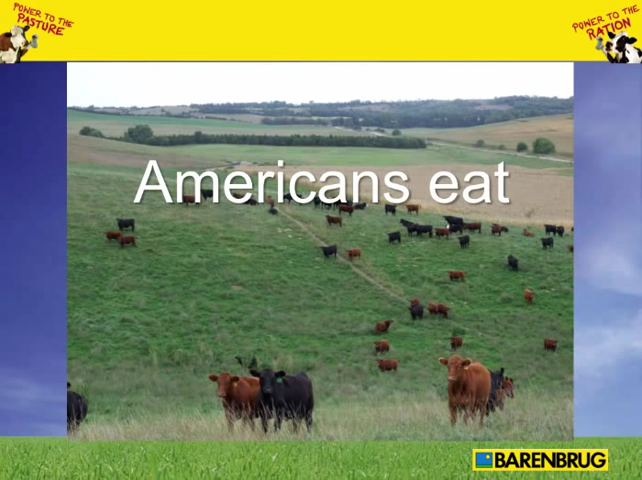 POWER TO THE
PASTURE
POWER TO THE
RATION
Americans eat
BARENBRUG